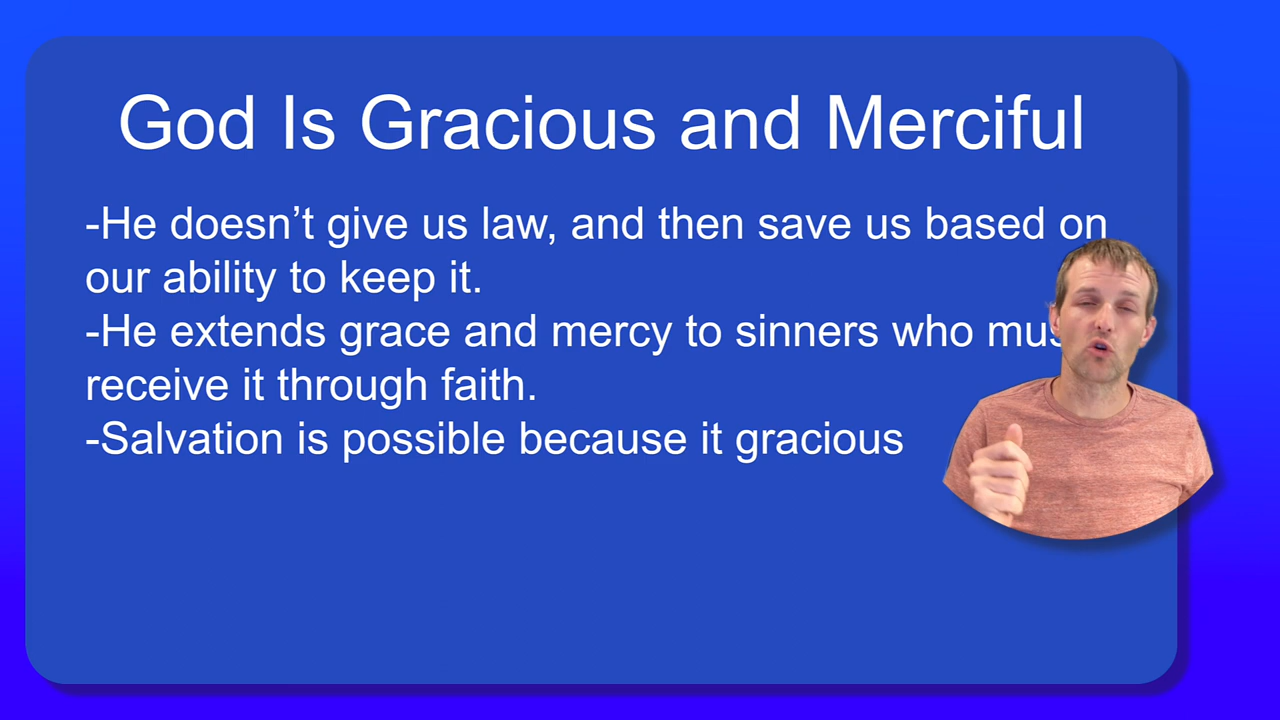 God Is Gracious and Merciful
-He doesn’t give us law, and then save us based on
our ability to keep it.
-He extends grace and mercy to sinners who
receive it through faith.
-Salvation is possible because it gracious